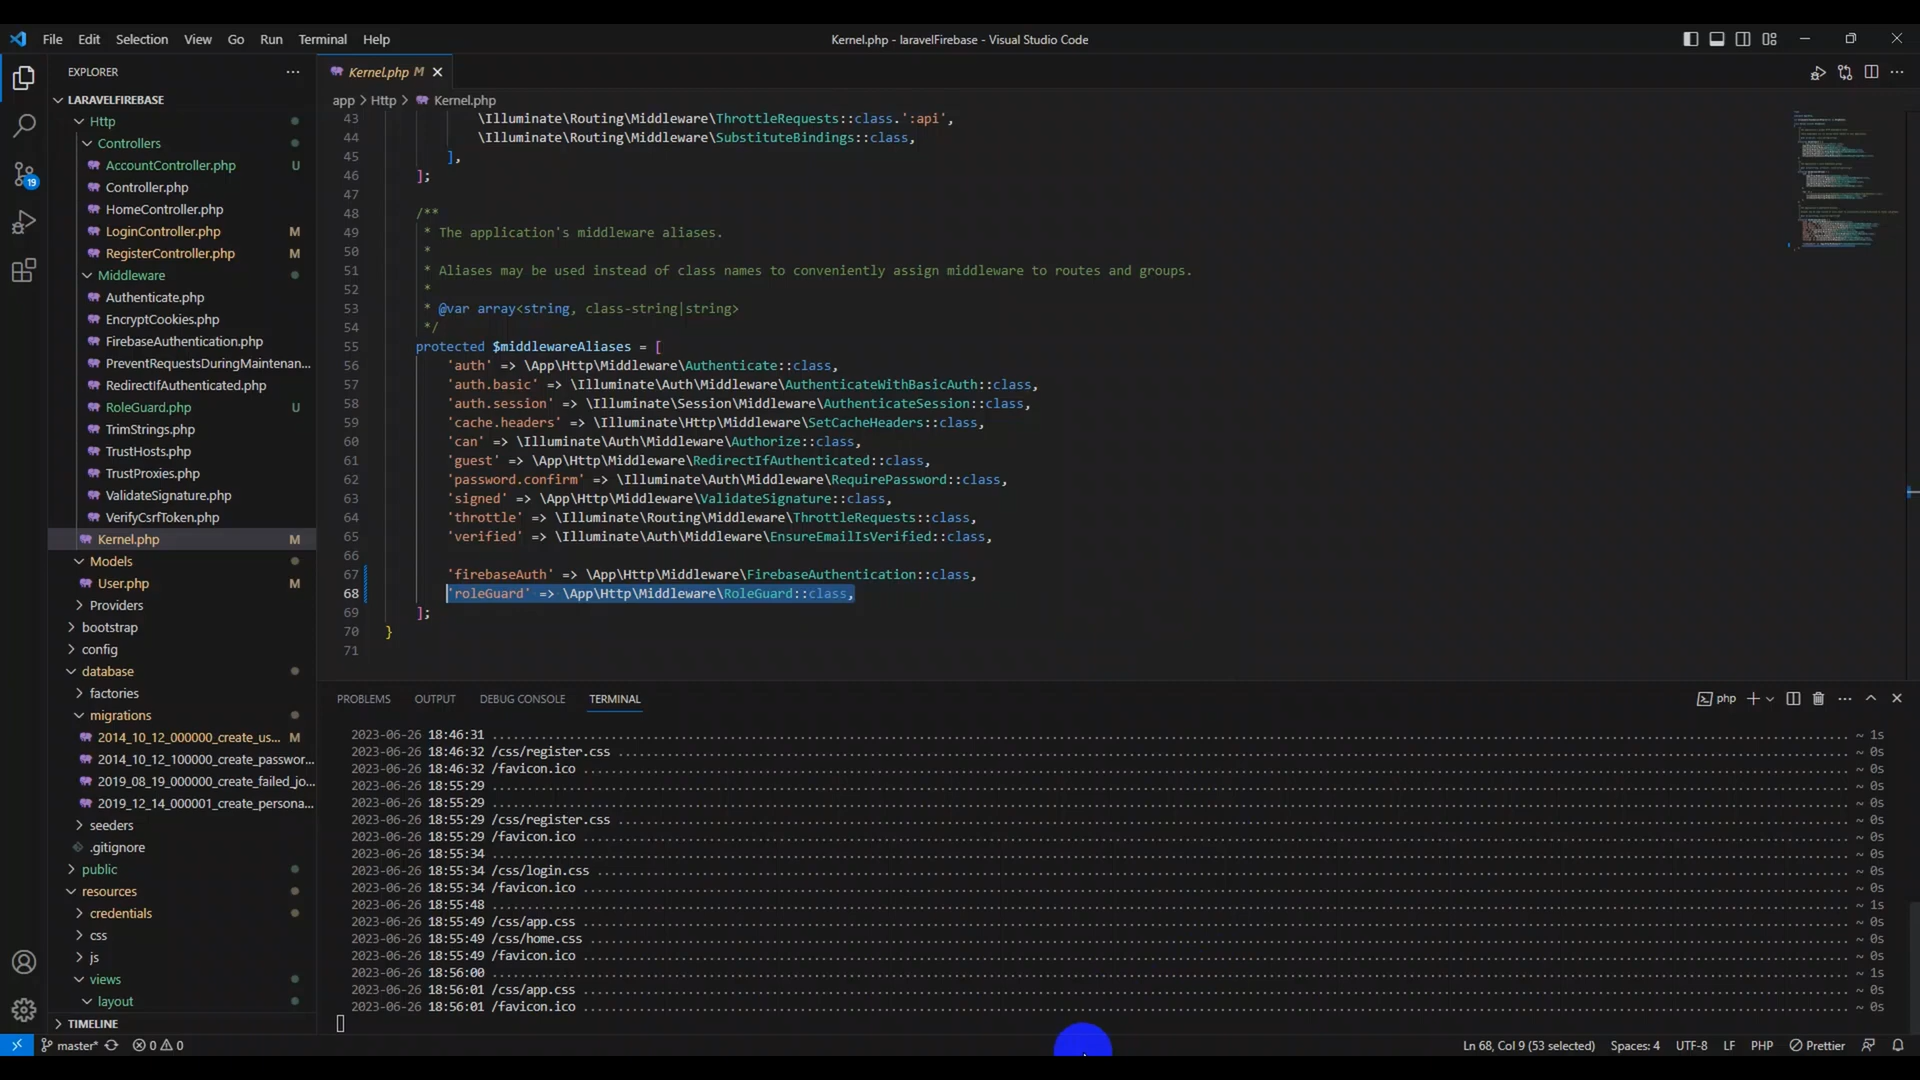 File Edit Selection View Go Run Terminal Help
Kernel.php - laravelFirebase - Visual Studio Code
EXPLORER
LARAVELFIREBASE
Http
Controllers
AccountController.php U
Controller.php
HomeController.php
LoginController.php M
RegisterController.php M
Middleware
Authenticate.php
EncryptCookies.php
FirebaseAuthentication.php
PreventRequestsDuringMaintenan...
RedirectIfAuthenticated.php
RoleGuard.php U
TrimStrings.php
TrustHosts.php
TrustProxies.php
ValidateSignature.php
VerifyCsrfToken.php
Kernel.php M
Models
User.php M
Providers
bootstrap
config
database
factories
migrations
2014_10_12_000000_create_us... M
2014_10_12_100000_create_passwor...
2019_08_19_000000_create_failed_jo...
2019_12_14_000001_create_persona...
seeders
.gitignore
public
resources
credentials
css
js
views
layout
TIMELINE
19
Kernel.php M
app > Http > Kernel.php
43 \Illuminate\Routing\Middleware\ThrottleRequests::class.':api',
44 \Illuminate\Routing\Middleware\SubstituteBindings::class,
45 ],
46 ];
47
48 /**
49 * The application's middleware aliases.
50 *
51 * Aliases may be used instead of class names to conveniently assign middleware to routes and groups.
52 *
53 * @var array<string, class-string|string>
54 */
55 protected $middlewareAliases = [
56 'auth' => \App\Http\Middleware\Authenticate::class,
57 'auth.basic' => \Illuminate\Auth\Middleware\AuthenticateWithBasicAuth::class,
58 'auth.session' => \Illuminate\Session\Middleware\AuthenticateSession::class,
59 'cache.headers' => \Illuminate\Http\Middleware\SetCacheHeaders::class,
60 'can' => \Illuminate\Auth\Middleware\Authorize::class,
61 'guest' => \App\Http\Middleware\RedirectIfAuthenticated::class,
62 'password.confirm' => \Illuminate\Auth\Middleware\RequirePassword::class,
63 'signed' => \App\Http\Middleware\ValidateSignature::class,
64 'throttle' => \Illuminate\Routing\Middleware\ThrottleRequests::class,
65 'verified' => \Illuminate\Auth\Middleware\EnsureEmailIsVerified::class,
66
67 'firebaseAuth' => \App\Http\Middleware\FirebaseAuthentication::class,
68 'roleGuard' => \App\Http\Middleware\RoleGuard::class,
69 ];
70 }
71
PROBLEMS OUTPUT DEBUG CONSOLE TERMINAL
php
2023-06-26 18:46:31 ~ 1s
2023-06-26 18:46:32 /css/register.css ~ 0s
2023-06-26 18:46:32 /favicon.ico ~ 0s
2023-06-26 18:55:29 ~ 0s
2023-06-26 18:55:29 ~ 0s
2023-06-26 18:55:29 /css/register.css ~ 0s
2023-06-26 18:55:29 /favicon.ico ~ 0s
2023-06-26 18:55:34 ~ 0s
2023-06-26 18:55:34 /css/login.css ~ 0s
2023-06-26 18:55:34 /favicon.ico ~ 0s
2023-06-26 18:55:48 ~ 1s
2023-06-26 18:55:49 /css/app.css ~ 0s
2023-06-26 18:55:49 /css/home.css ~ 0s
2023-06-26 18:55:49 /favicon.ico ~ 0s
2023-06-26 18:56:00 ~ 1s
2023-06-26 18:56:01 /css/app.css ~ 0s
2023-06-26 18:56:01 /favicon.ico ~ 0s
master* 0 0
Ln 68, Col 9 (53 selected) Spaces: 4 UTF-8 LF PHP Prettier